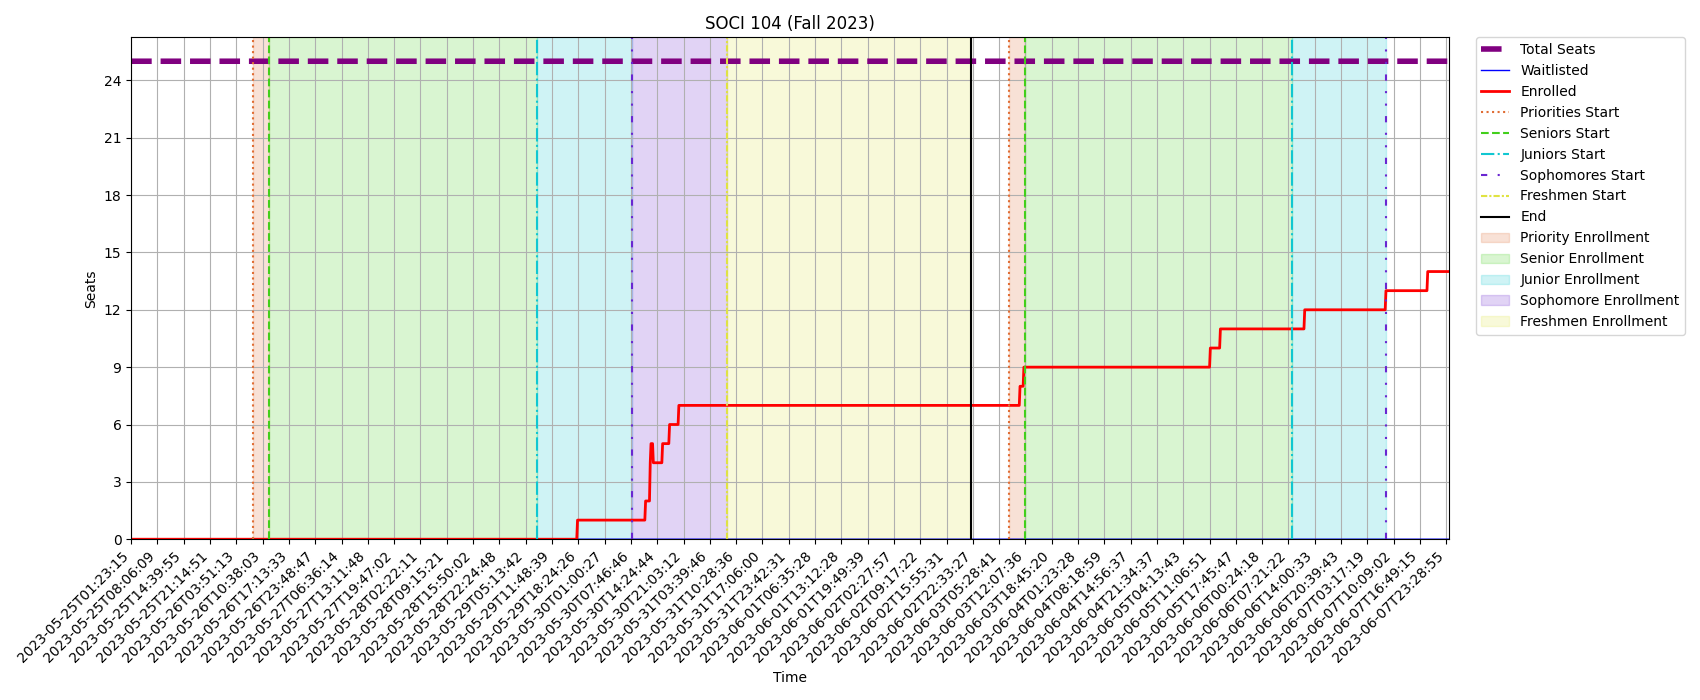 SOCI 104 (Fall 2023)
Seats
24
21
18
15
12
9
6
3
0
2023-05-25T01:23:15
2023-05-25T08:06:09
2023-05-25T14:39:55
2023-05-25T21:14:51
2023-05-26T03:51:13
2023-05-26T10:38:03
2023-05-26T17:13:33
2023-05-26T23:48:47
2023-05-27T06:36:14
2023-05-27T13:11:48
2023-05-27T19:47:02
2023-05-28T02:22:11
2023-05-28T09:15:21
2023-05-28T15:50:02
2023-05-28T22:24:48
2023-05-29T05:13:42
2023-05-29T11:48:39
2023-05-29T18:24:26
2023-05-30T01:00:27
2023-05-30T07:46:46
2023-05-30T14:24:44
2023-05-30T21:03:12
2023-05-31T03:39:46
2023-05-31T10:28:36
2023-05-31T17:06:00
2023-05-31T23:42:31
2023-06-01T06:35:28
2023-06-01T13:12:28
2023-06-01T19:49:39
2023-06-02T02:27:57
2023-06-02T09:17:22
2023-06-02T15:55:31
2023-06-02T22:33:27
2023-06-03T05:28:41
2023-06-03T12:07:36
2023-06-03T18:45:20
2023-06-04T01:23:28
2023-06-04T08:18:59
2023-06-04T14:56:37
2023-06-04T21:34:37
2023-06-05T04:13:43
2023-06-05T11:06:51
2023-06-05T17:45:47
2023-06-06T00:24:18
2023-06-06T07:21:22
2023-06-06T14:00:33
2023-06-06T20:39:43
2023-06-07T03:17:19
2023-06-07T10:09:02
2023-06-07T16:49:15
2023-06-07T23:28:55
Time
Total Seats
Waitlisted
Enrolled
Priorities Start
Seniors Start
Juniors Start
Sophomores Start
Freshmen Start
End
Priority Enrollment
Senior Enrollment
Junior Enrollment
Sophomore Enrollment
Freshmen Enrollment